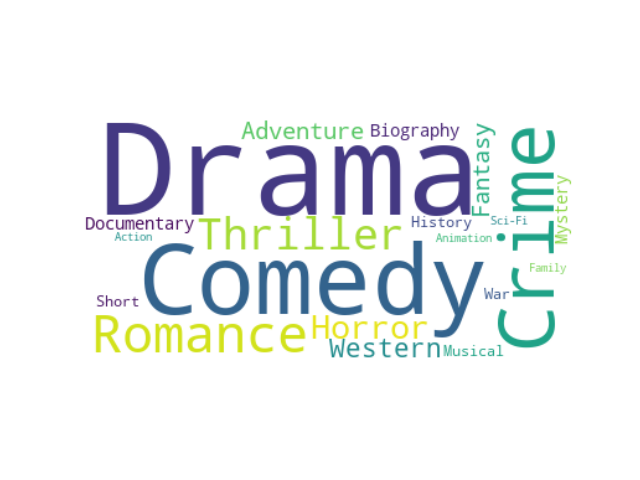 Drama
Adventure
Biography
Fantasy
Crime
Mystery
Documentary
Action
Thriller
History
Sci-Fi
Animation
Comedy
Family
Short
War
Romance
Horror
Western
Musical